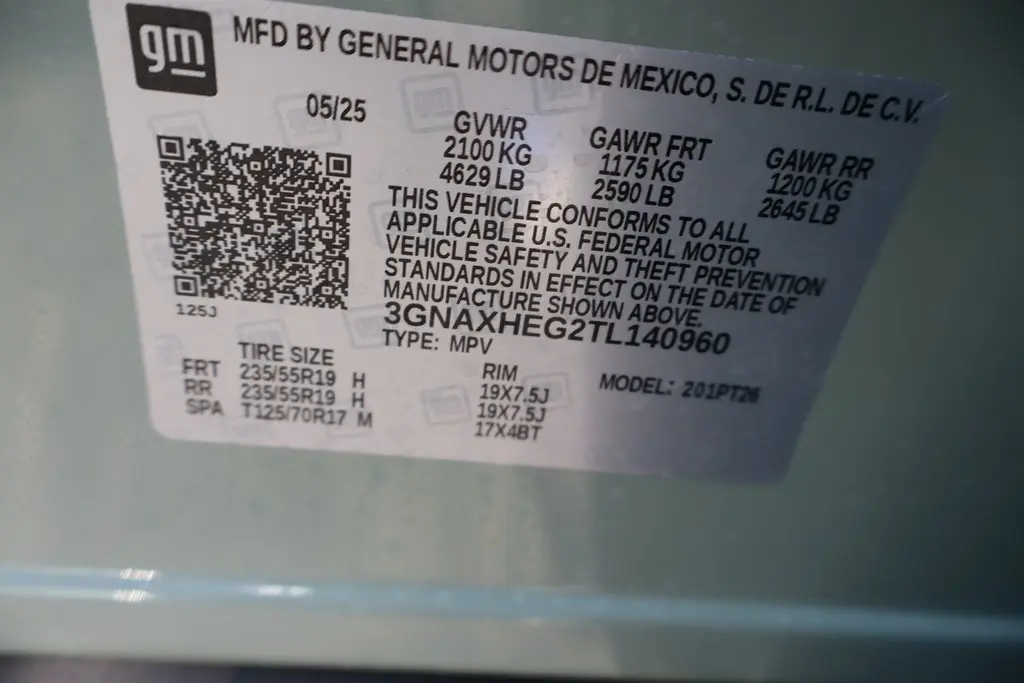 gm
MFD BY GENERAL MOTORS DE MEXICO, S. DE R.L. DE C.V.
05/25
GVWR
2100 KG
4629 LB
GAWR FRT
1175 KG
2590 LB
GAWR RR
1200 KG
2645 LB
THIS VEHICLE CONFORMS TO ALL
APPLICABLE U.S. FEDERAL MOTOR
VEHICLE SAFETY AND THEFT PREVENTION
STANDARDS IN EFFECT ON THE DATE OF
MANUFACTURE SHOWN ABOVE.
3GNAXHEG2TL140960
TYPE: MPV
125J
TIRE SIZE
FRT 235/55R19 H
RR 235/55R19 H
SPA T125/70R17 M
RIM
19X7.5J
19X7.5J
17X4BT
MODEL: 201PT26